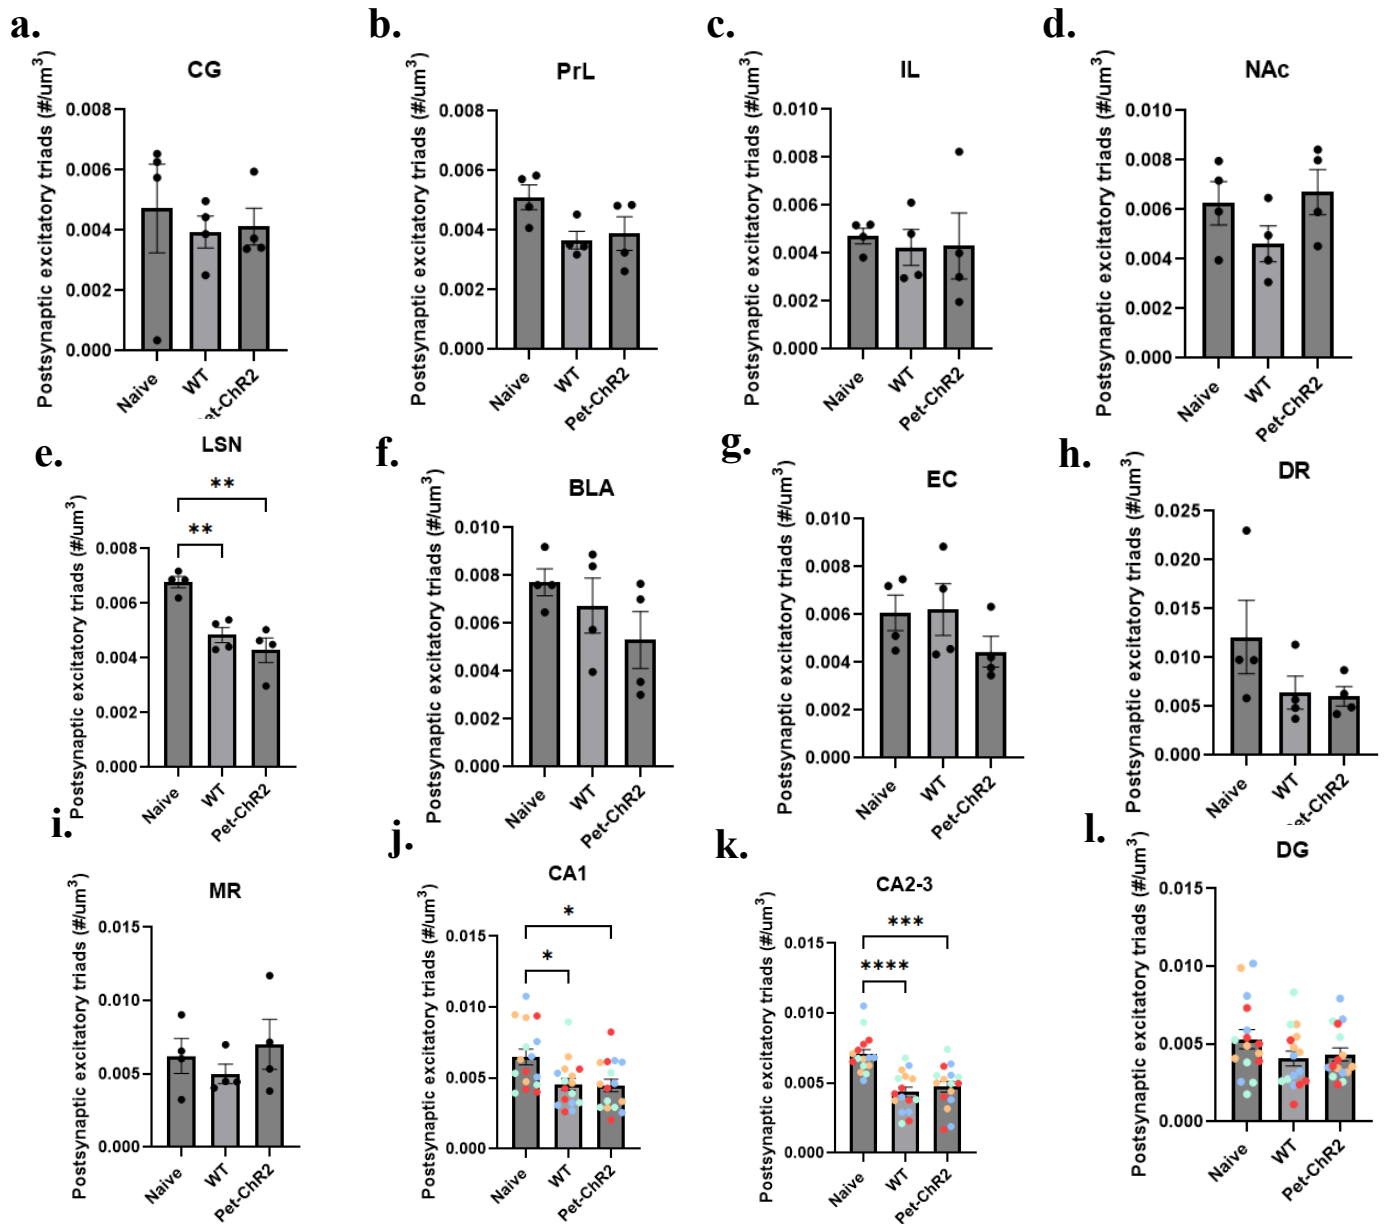 a.
CG
Postsynaptic excitatory triads (#/um³)
0.008
0.006
0.004
0.002
0.000
Naive
WT
et-ChR2
b.
PrL
Postsynaptic excitatory triads (#/um³)
0.008
0.006
0.004
0.002
0.000
Naive
WT
Pet-ChR2
c.
IL
Postsynaptic excitatory triads (#/um³)
0.010
0.008
0.006
0.004
0.002
0.000
Naive
WT
Pet-ChR2
d.
NAc
Postsynaptic excitatory triads (#/um³)
0.010
0.008
0.006
0.004
0.002
0.000
Naive
WT
Pet-ChR2
e.
LSN
**
**
Postsynaptic excitatory triads (#/um³)
0.008
0.006
0.004
0.002
0.000
Naive
WT
Pet-ChR2
f.
BLA
Postsynaptic excitatory triads (#/um³)
0.010
0.008
0.006
0.004
0.002
0.000
Naive
WT
Pet-ChR2
g.
EC
Postsynaptic excitatory triads (#/um³)
0.010
0.008
0.006
0.004
0.002
0.000
Naive
WT
Pet-ChR2
h.
DR
Postsynaptic excitatory triads (#/um³)
0.025
0.020
0.015
0.010
0.005
0.000
Naive
WT
et-ChR2
i.
MR
Postsynaptic excitatory triads (#/um³)
0.015
0.010
0.005
0.000
Naive
WT
Pet-ChR2
j.
CA1
*
*
Postsynaptic excitatory triads (#/um³)
0.015
0.010
0.005
0.000
Naive
WT
Pet-ChR2
k.
CA2-3
***
****
Postsynaptic excitatory triads (#/um³)
0.015
0.010
0.005
0.000
Naive
WT
Pet-ChR2
l.
DG
Postsynaptic excitatory triads (#/um³)
0.015
0.010
0.005
0.000
Naive
WT
Pet-ChR2